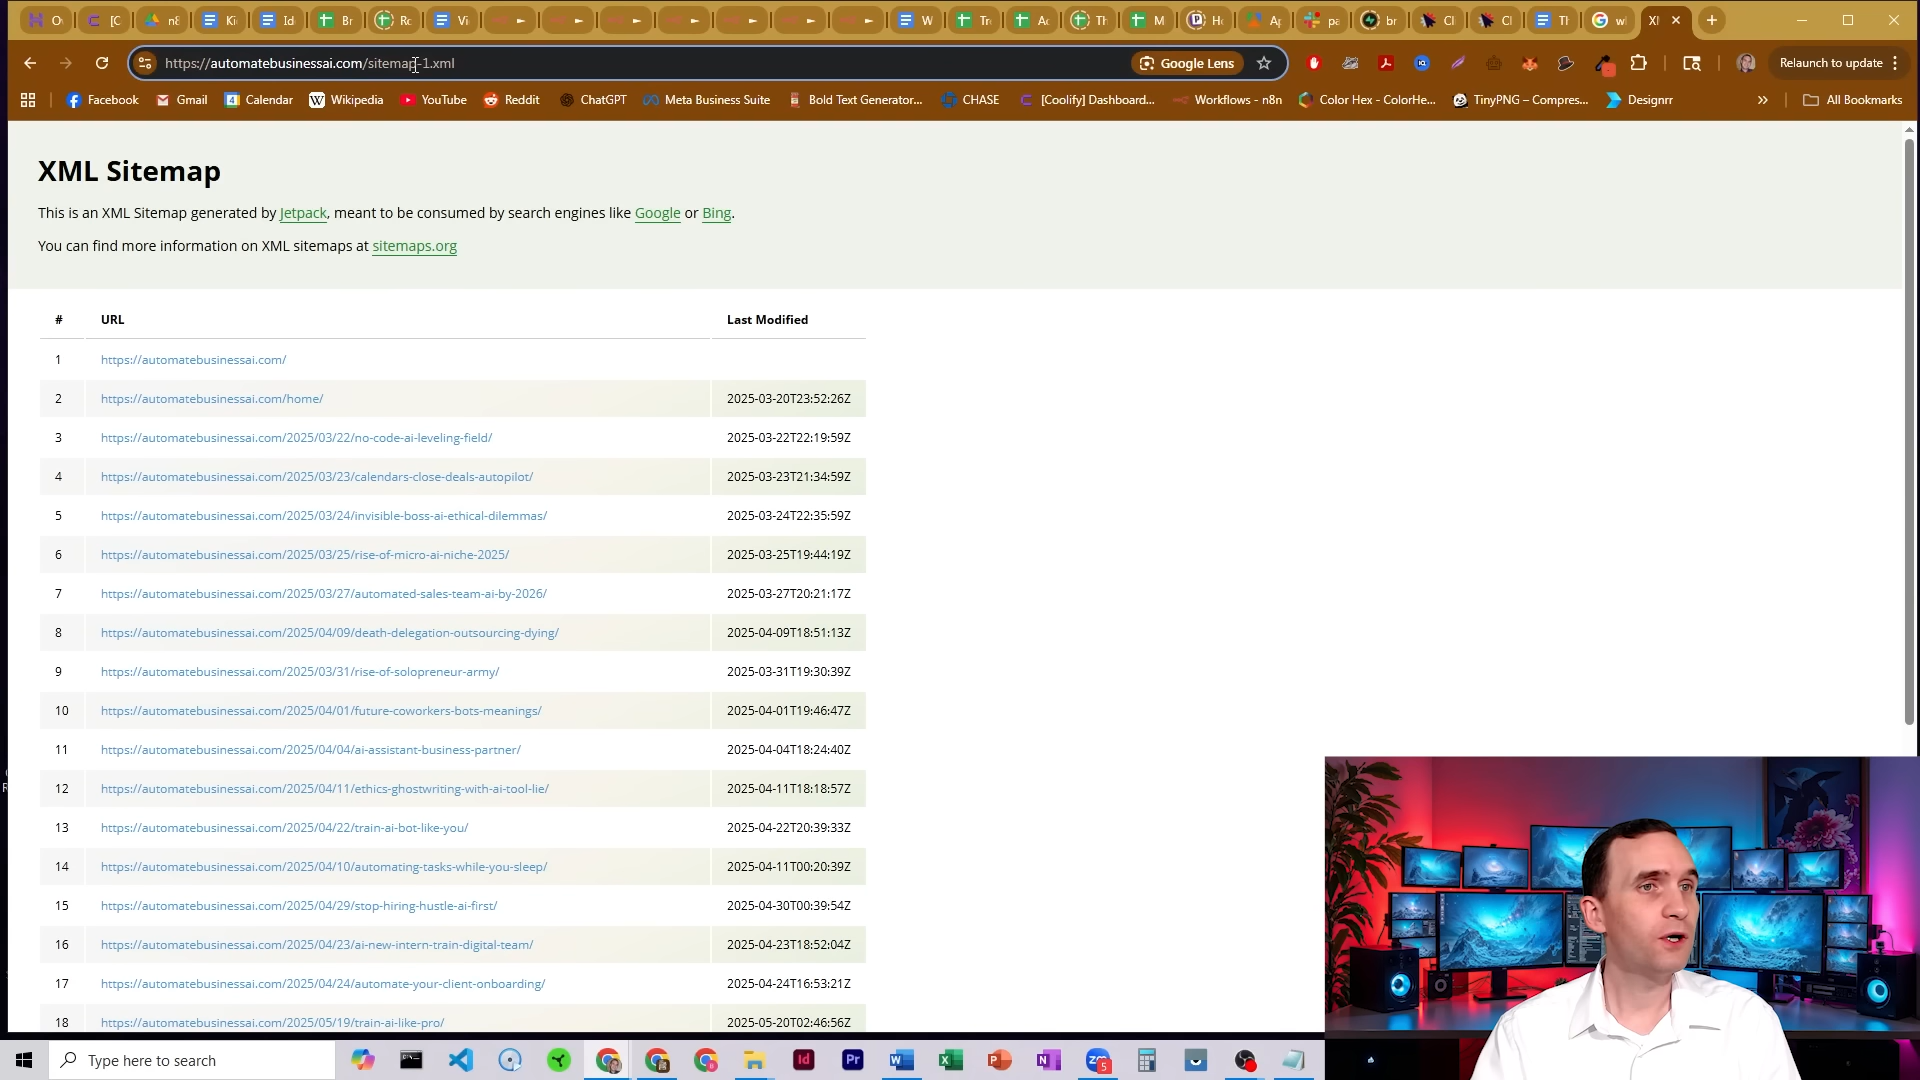 [C
n8
Ki
Id
Br
Rc
Vi
W
Tr
Ac
Th
M
Ho
Ap
pa
br
Cl
Cl
Tl
w
Xl
https://automatebusinessai.com/sitemap-1.xml
Google Lens
Relaunch to update
Facebook
Gmail
Calendar
Wikipedia
YouTube
Reddit
ChatGPT
Meta Business Suite
Bold Text Generator...
CHASE
[Coolify] Dashboard...
Workflows - n8n
Color Hex - ColorHe...
TinyPNG – Compres...
Designrr
All Bookmarks
XML Sitemap
This is an XML Sitemap generated by Jetpack, meant to be consumed by search engines like Google or Bing.
You can find more information on XML sitemaps at sitemaps.org
# URL Last Modified
1 https://automatebusinessai.com/
2 https://automatebusinessai.com/home/ 2025-03-20T23:52:26Z
3 https://automatebusinessai.com/2025/03/22/no-code-ai-leveling-field/ 2025-03-22T22:19:59Z
4 https://automatebusinessai.com/2025/03/23/calendars-close-deals-autopilot/ 2025-03-23T21:34:59Z
5 https://automatebusinessai.com/2025/03/24/invisible-boss-ai-ethical-dilemmas/ 2025-03-24T22:35:59Z
6 https://automatebusinessai.com/2025/03/25/rise-of-micro-ai-niche-2025/ 2025-03-25T19:44:19Z
7 https://automatebusinessai.com/2025/03/27/automated-sales-team-ai-by-2026/ 2025-03-27T20:21:17Z
8 https://automatebusinessai.com/2025/04/09/death-delegation-outsourcing-dying/ 2025-04-09T18:51:13Z
9 https://automatebusinessai.com/2025/03/31/rise-of-solopreneur-army/ 2025-03-31T19:30:39Z
10 https://automatebusinessai.com/2025/04/01/future-coworkers-bots-meanings/ 2025-04-01T19:46:47Z
11 https://automatebusinessai.com/2025/04/04/ai-assistant-business-partner/ 2025-04-04T18:24:40Z
12 https://automatebusinessai.com/2025/04/11/ethics-ghostwriting-with-ai-tool-lie/ 2025-04-11T18:18:57Z
13 https://automatebusinessai.com/2025/04/22/train-ai-bot-like-you/ 2025-04-22T20:39:33Z
14 https://automatebusinessai.com/2025/04/10/automating-tasks-while-you-sleep/ 2025-04-11T00:20:39Z
15 https://automatebusinessai.com/2025/04/29/stop-hiring-hustle-ai-first/ 2025-04-30T00:39:54Z
16 https://automatebusinessai.com/2025/04/23/ai-new-intern-train-digital-team/ 2025-04-23T18:52:04Z
17 https://automatebusinessai.com/2025/04/24/automate-your-client-onboarding/ 2025-04-24T16:53:21Z
18 https://automatebusinessai.com/2025/05/19/train-ai-like-pro/ 2025-05-20T02:46:56Z
Type here to search